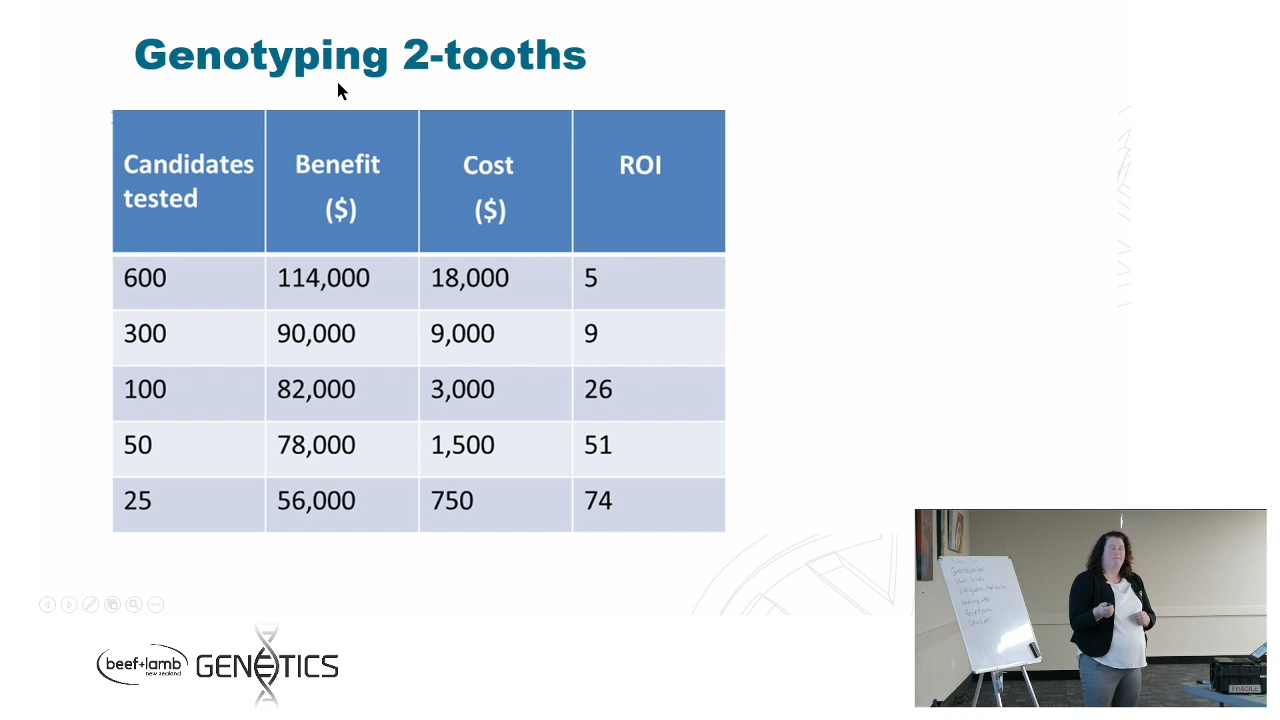 Genotyping 2-tooths
Candidates tested Benefit ($) Cost ($) ROI
600 114,000 18,000 5
300 90,000 9,000 9
100 82,000 3,000 26
50 78,000 1,500 51
25 56,000 750 74
beef+lamb
new zealand
GENETICS
FRAGILE